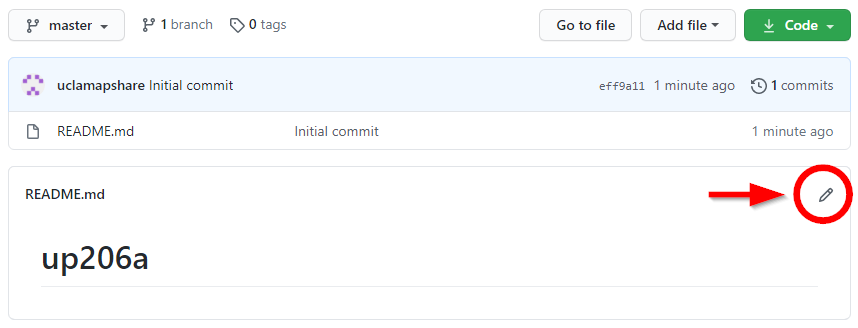 master 1 branch 0 tags Go to file Add file Code
uclamapshare Initial commit eff9a11 1 minute ago 1 commits
README.md Initial commit 1 minute ago
README.md
up206a